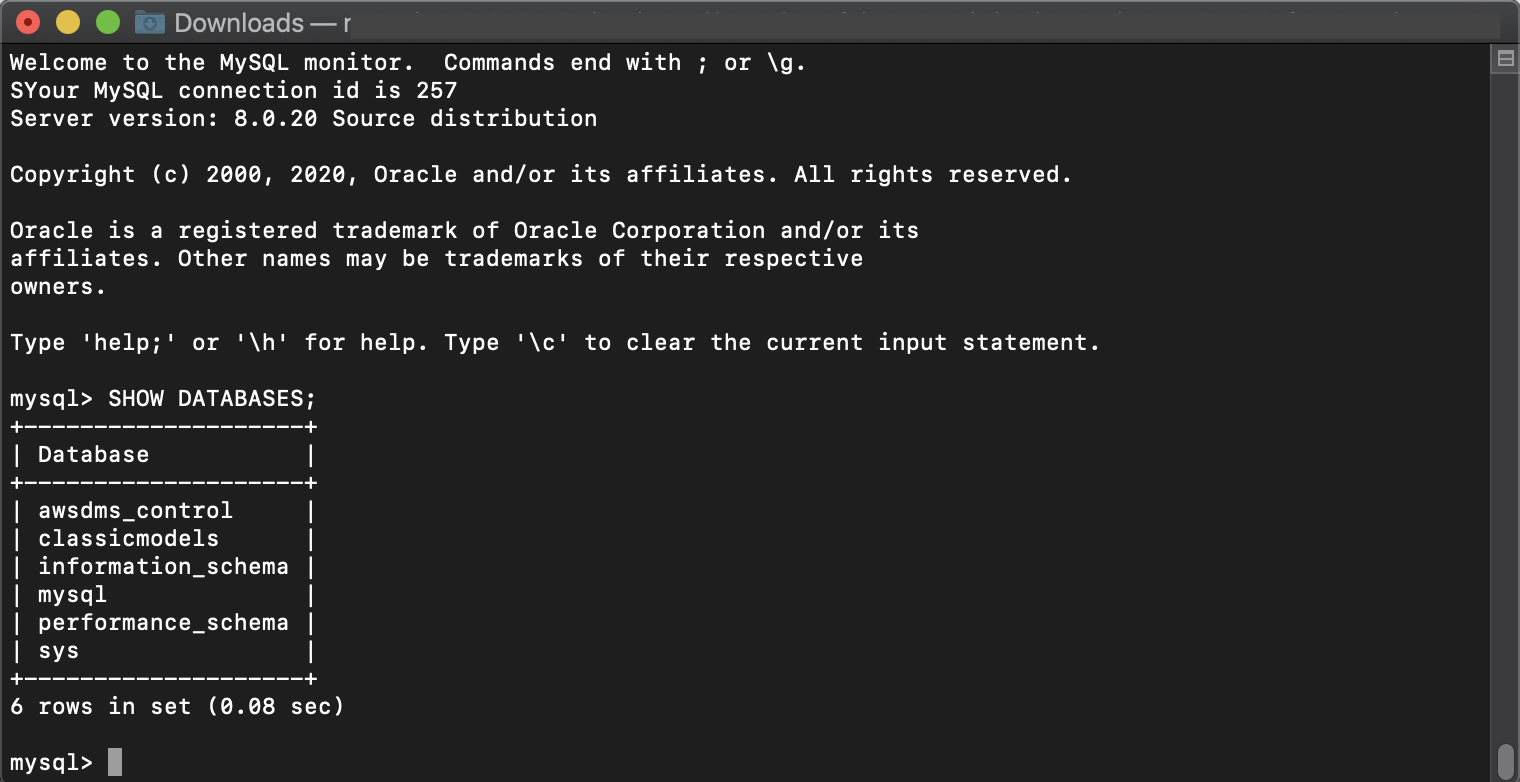 Downloads — r
Welcome to the MySQL monitor.  Commands end with ; or \g.
SYour MySQL connection id is 257
Server version: 8.0.20 Source distribution
Copyright (c) 2000, 2020, Oracle and/or its affiliates. All rights reserved.
Oracle is a registered trademark of Oracle Corporation and/or its
affiliates. Other names may be trademarks of their respective
owners.
Type 'help;' or '\h' for help. Type '\c' to clear the current input statement.
mysql> SHOW DATABASES;
+--------------------+
| Database           |
+--------------------+
| awsdms_control     |
| classicmodels      |
| information_schema |
| mysql              |
| performance_schema |
| sys                |
+--------------------+
6 rows in set (0.08 sec)
mysql>